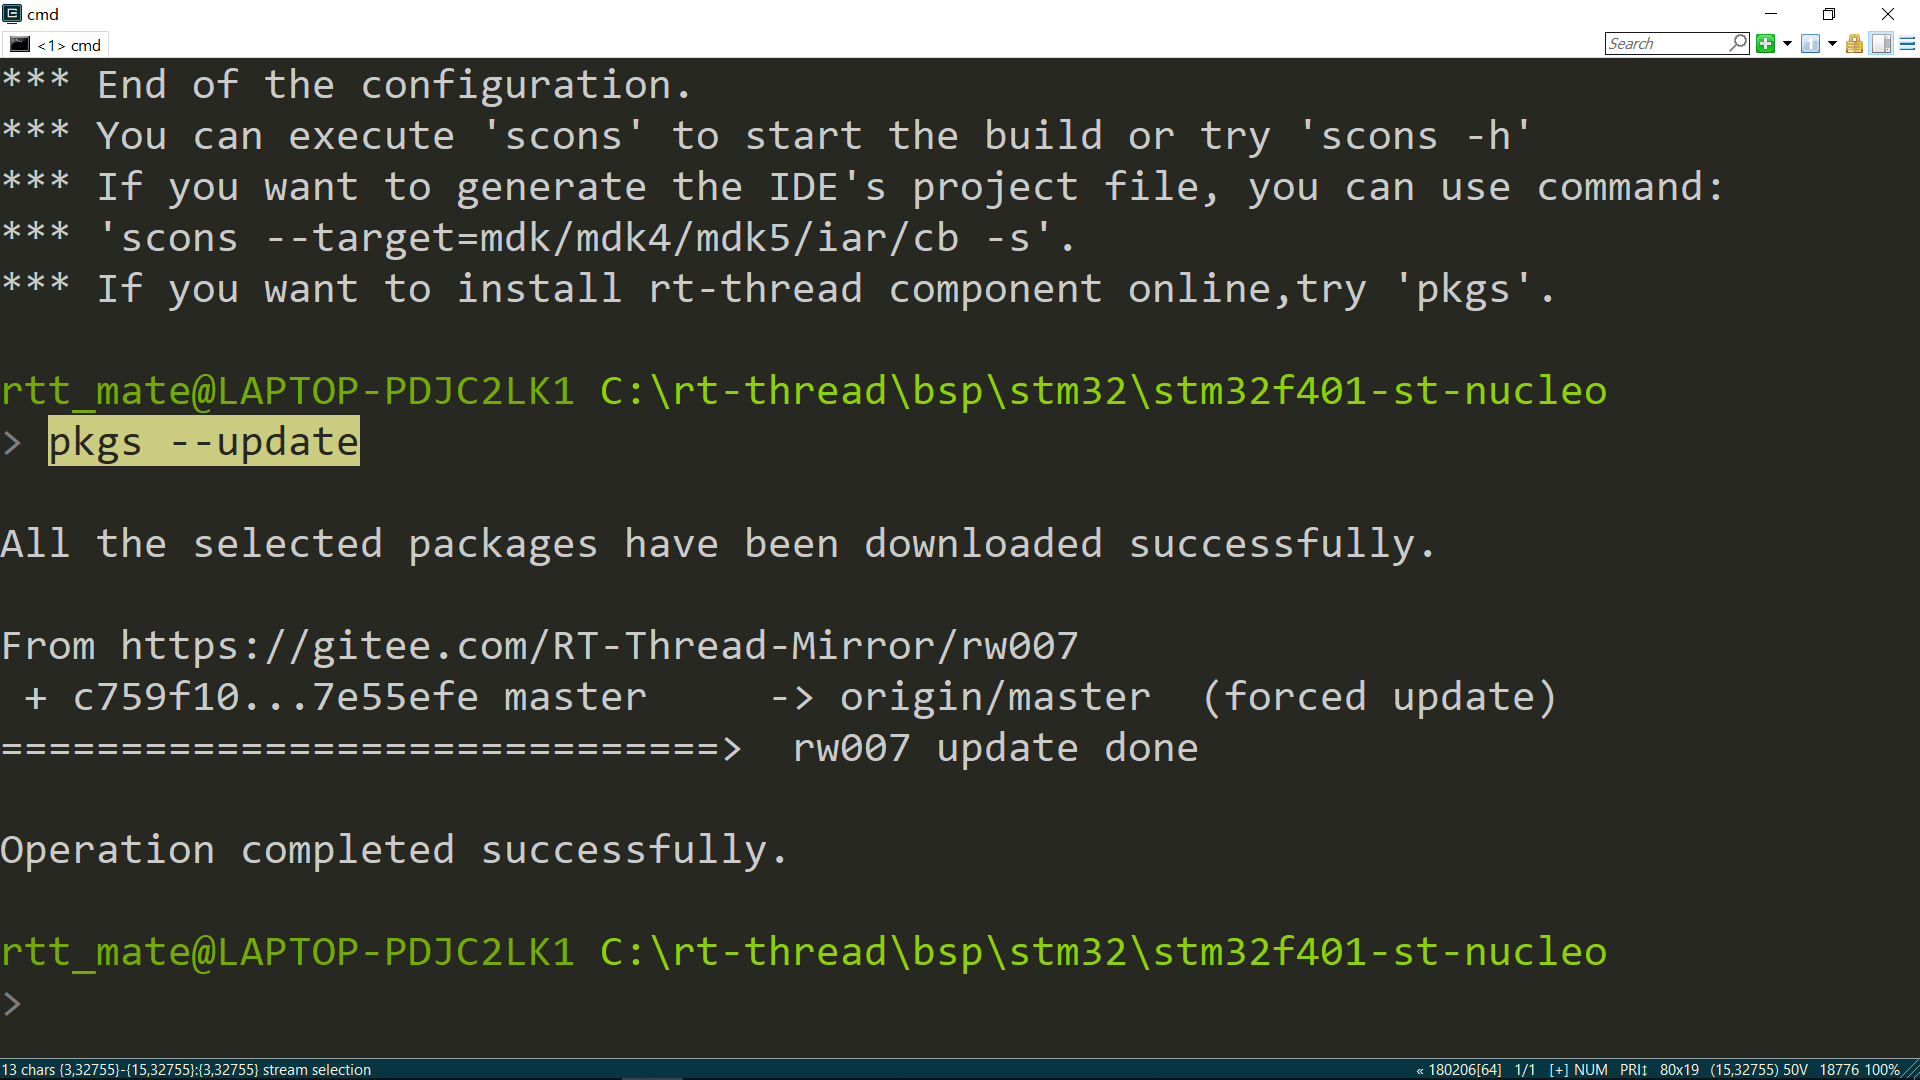 cmd
<1> cmd
Search
*** End of the configuration.
*** You can execute 'scons' to start the build or try 'scons -h'
*** If you want to generate the IDE's project file, you can use command:
*** 'scons --target=mdk/mdk4/mdk5/iar/cb -s'.
*** If you want to install rt-thread component online,try 'pkgs'.
rtt_mate@LAPTOP-PDJC2LK1 C:\rt-thread\bsp\stm32\stm32f401-st-nucleo
> pkgs --update
All the selected packages have been downloaded successfully.
From https://gitee.com/RT-Thread-Mirror/rw007
+ c759f10...7e55efe master -> origin/master (forced update)
==============================> rw007 update done
Operation completed successfully.
rtt_mate@LAPTOP-PDJC2LK1 C:\rt-thread\bsp\stm32\stm32f401-st-nucleo
>
13 chars {3,32755}-{15,32755}:{3,32755} stream selection « 180206[64] 1/1 [+] NUM PRI↕ 80x19 (15,32755) 50V 18776 100%